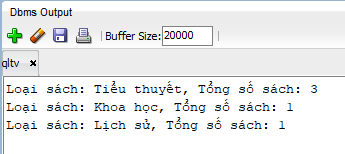 Dbms Output
Buffer Size: 20000
qltv
Loại sách: Tiểu thuyết, Tổng số sách: 3
Loại sách: Khoa học, Tổng số sách: 1
Loại sách: Lịch sử, Tổng số sách: 1